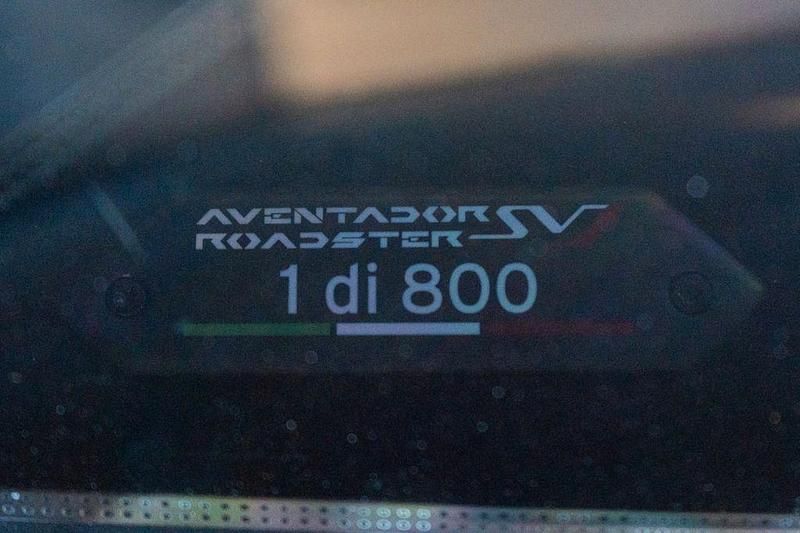 AVENTADOR SV
ROADSTER
1 di 800